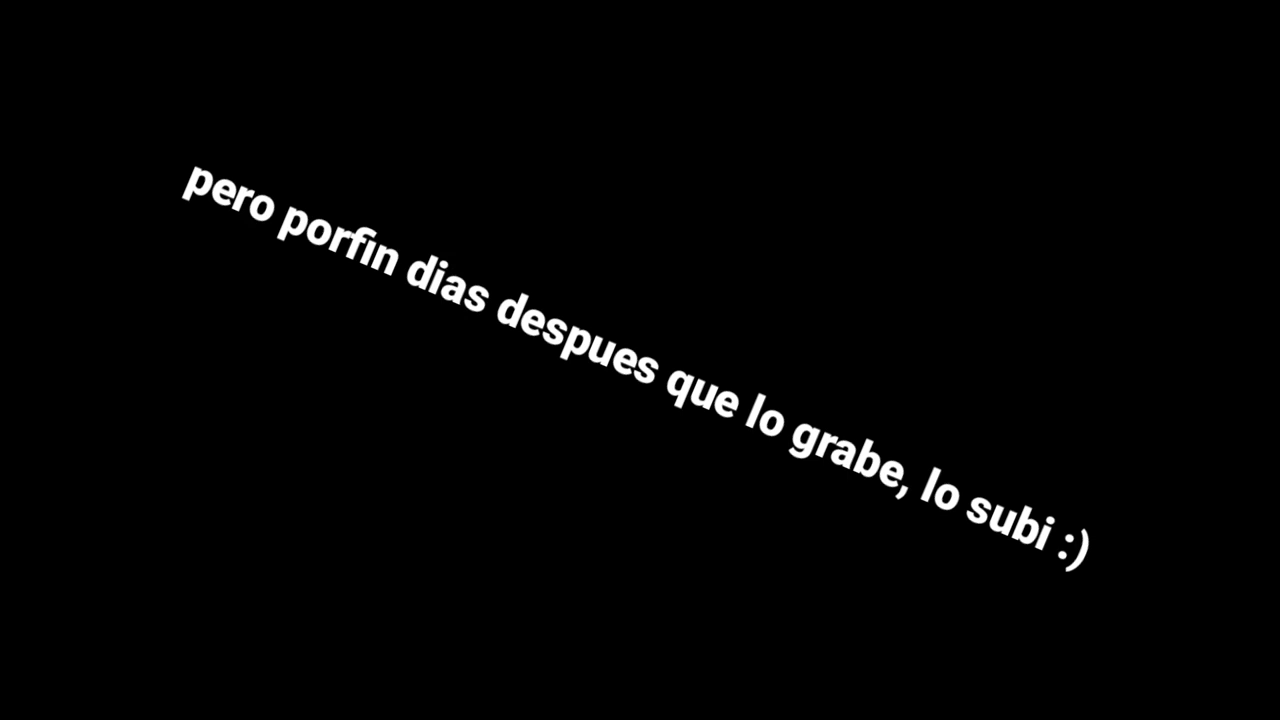 pero porfin dias despues que lo grabe, lo subi :)